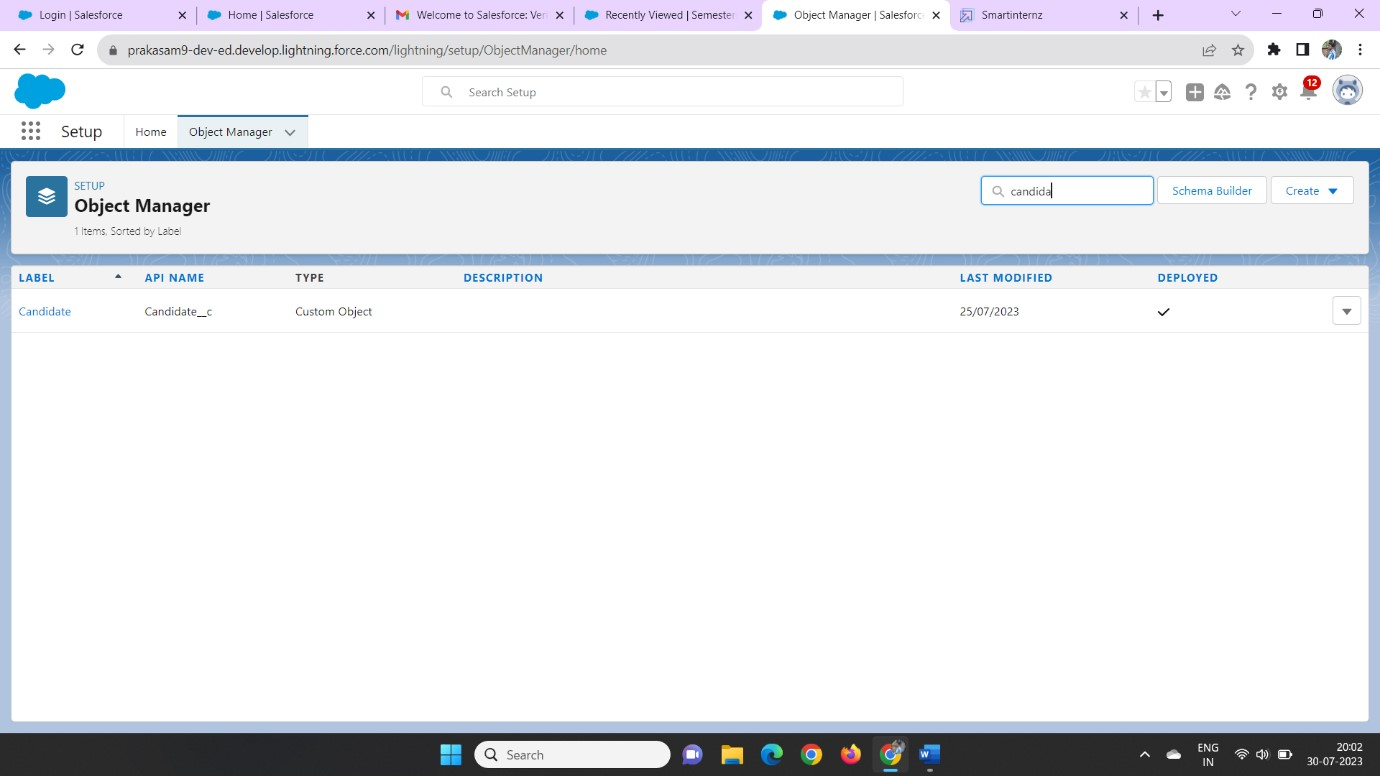 Login | Salesforce
Home | Salesforce
Welcome to Salesforce: Ver
Recently Viewed | Semester
Object Manager | Salesforc
Smartinternz
prakasam9-dev-ed.develop.lightning.force.com/lightning/setup/ObjectManager/home
Search Setup
12
Setup
Home
Object Manager
SETUP
Object Manager
1 Items, Sorted by Label
candida
Schema Builder
Create
LABEL API NAME TYPE DESCRIPTION LAST MODIFIED DEPLOYED
Candidate Candidate__c Custom Object 25/07/2023
Search
ENG
IN
20:02
30-07-2023